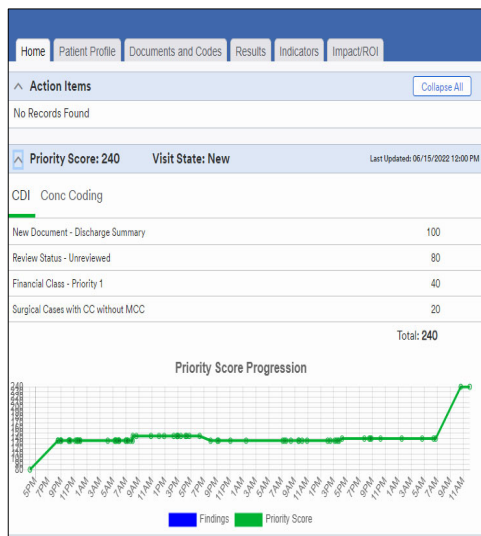 Home Patient Profile Documents and Codes Results Indicators Impact/ROI
Action Items Collapse All
No Records Found
Priority Score: 240 Visit State: New Last Updated: 06/15/2022 12:00 PM
CDI Conc Coding
New Document - Discharge Summary 100
Review Status - Unreviewed 80
Financial Class - Priority 1 40
Surgical Cases with CC without MCC 20
Total: 240
Priority Score Progression
240
5PM 7PM 9PM 11PM 1AM 3AM 5AM 7AM 9AM 11AM 1PM 3PM 5PM 7PM 9PM 11PM 1AM 3AM 5AM 7AM 9AM 11AM 1PM 3PM 5PM 7PM 9PM 11PM 1AM 3AM 5AM 7AM 9AM 11AM
Findings Priority Score